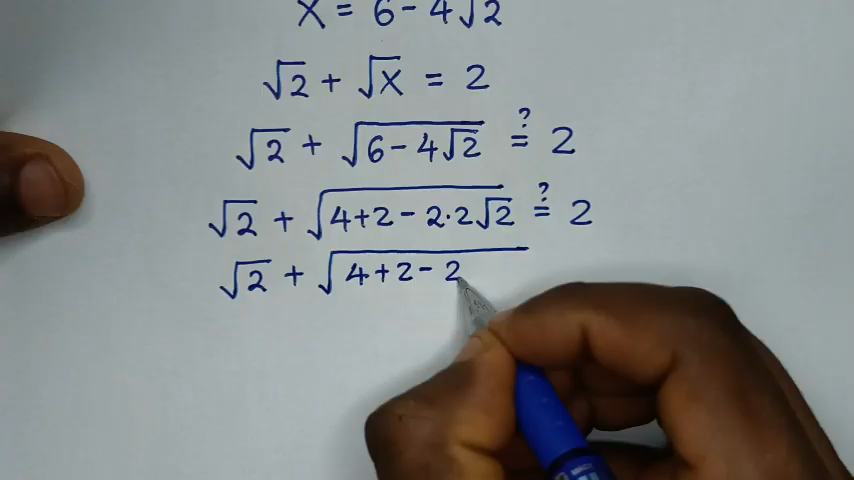 X = 6 - 4√2
√2 + √X = 2
√2 + √(6 - 4√2) ?= 2
√2 + √(4+2 - 2·2√2) ?= 2
√2 + √(4+2 - 2